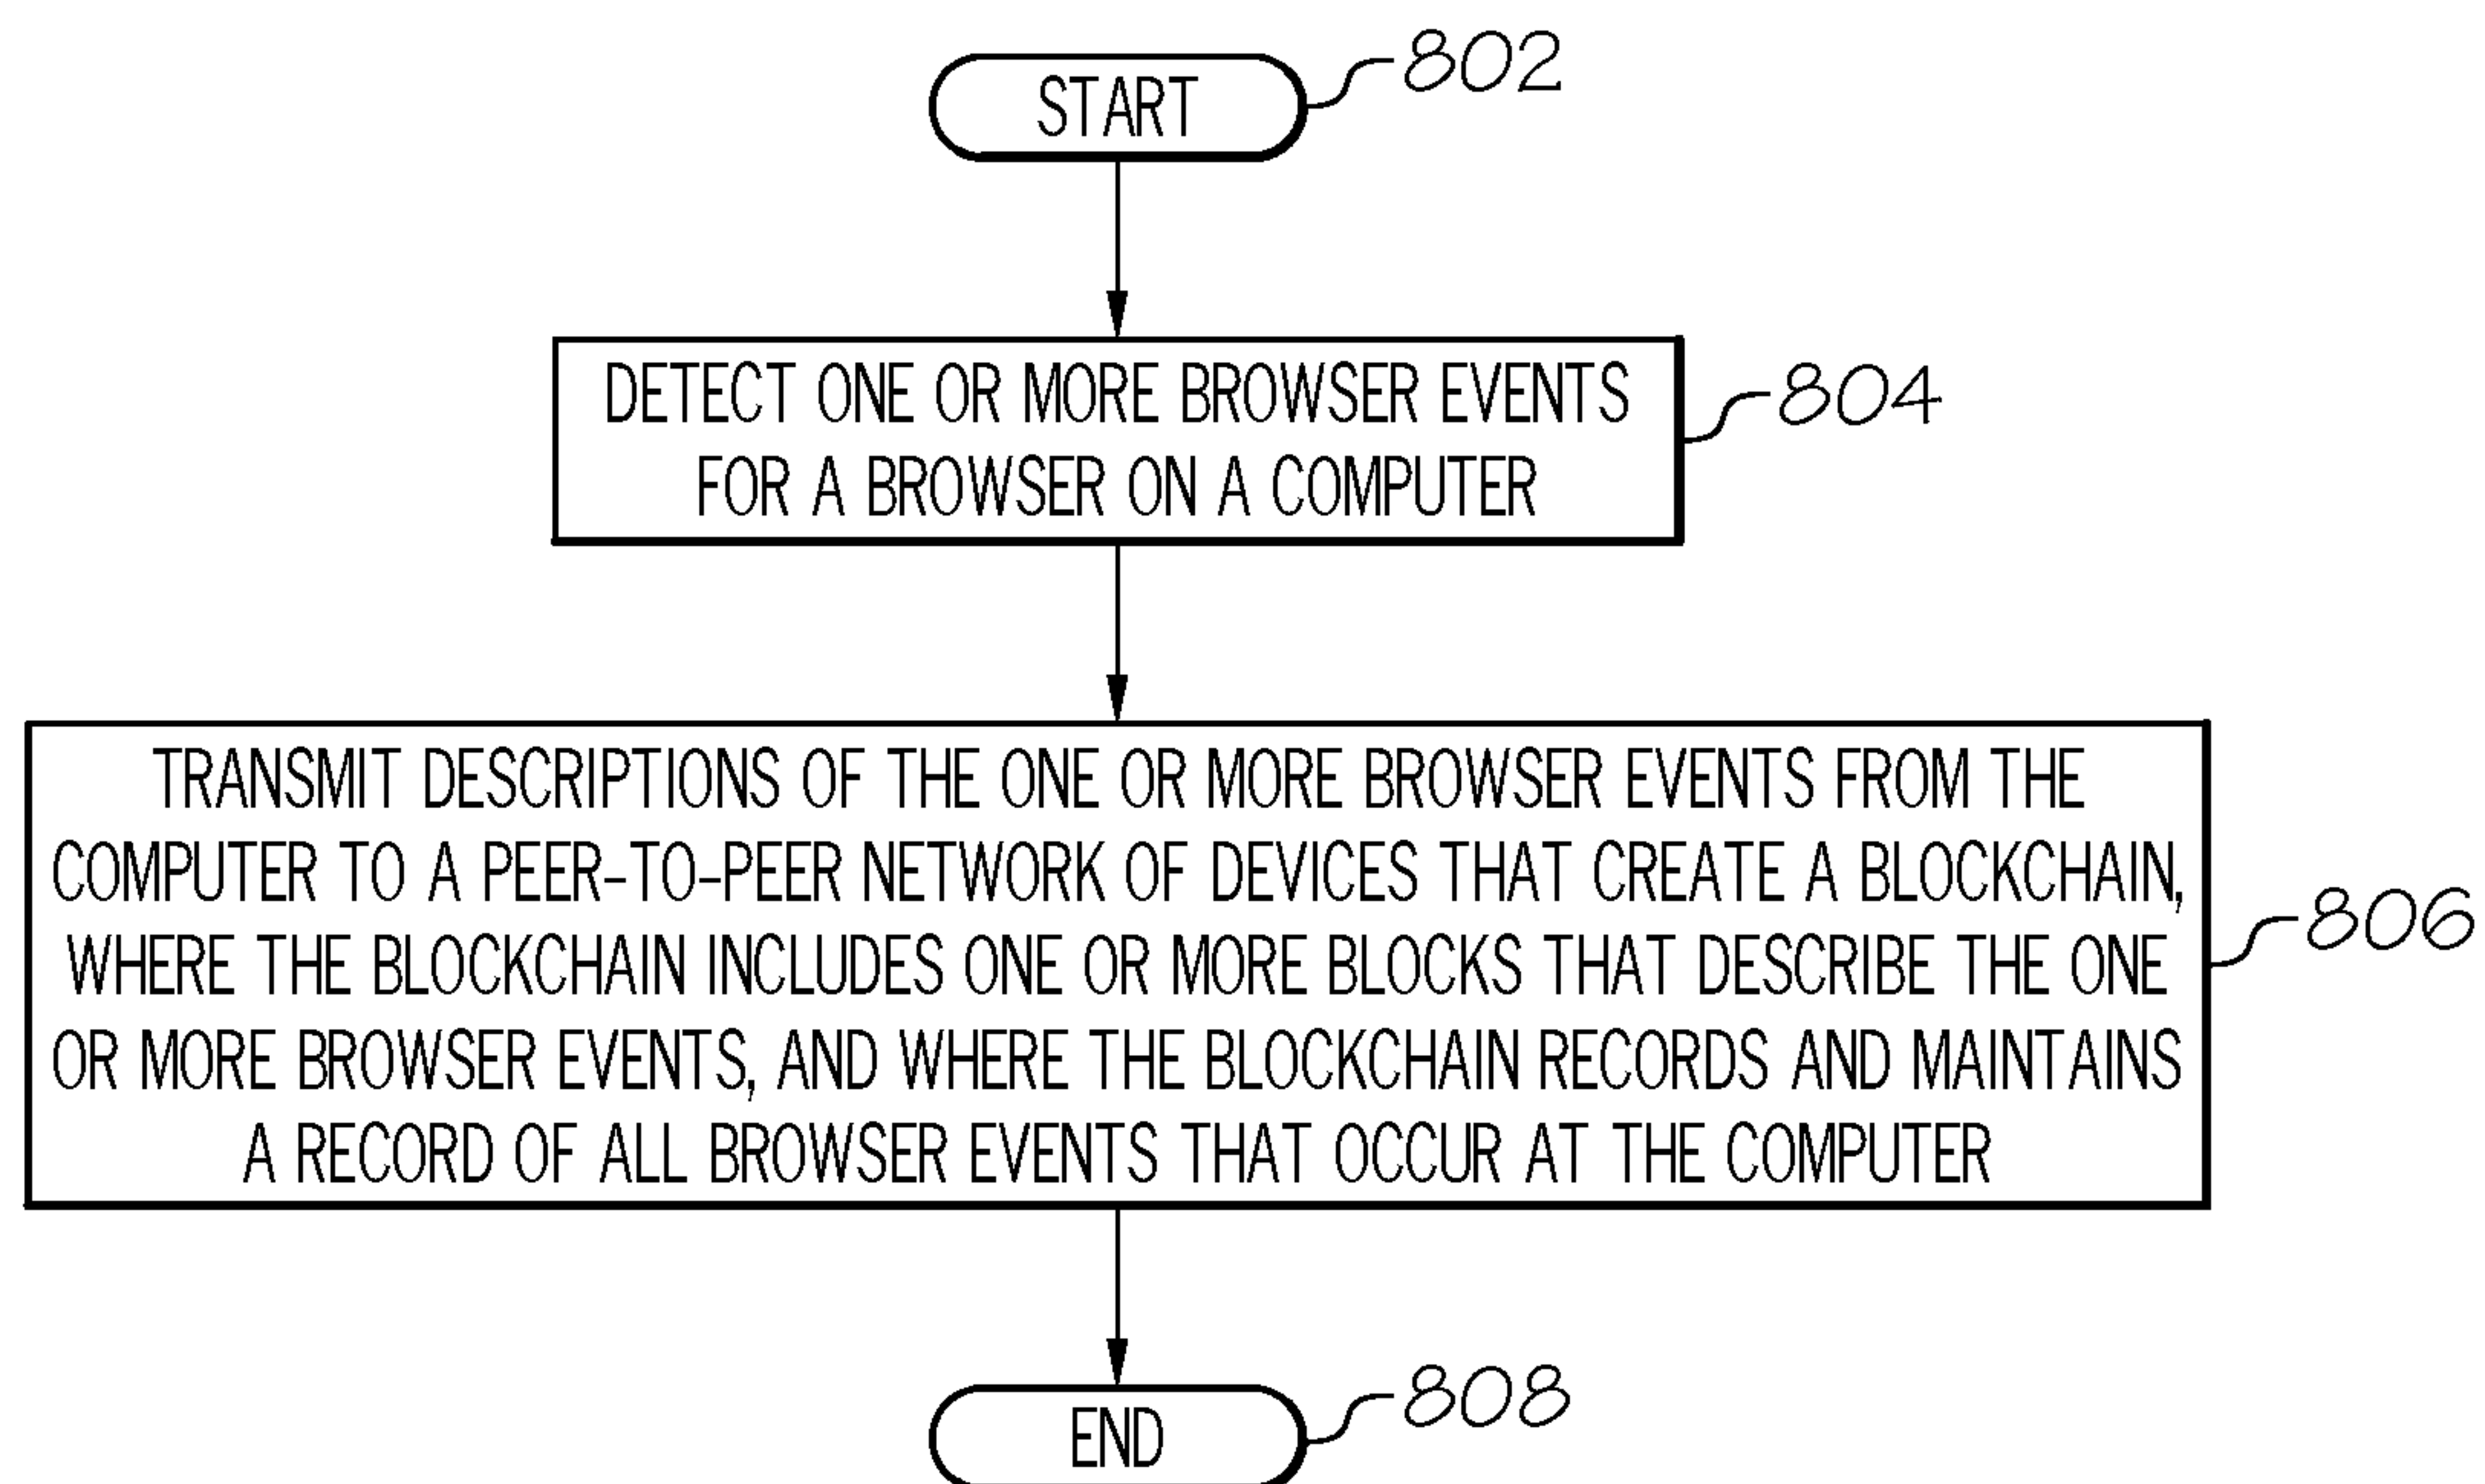 START
802
DETECT ONE OR MORE BROWSER EVENTS
FOR A BROWSER ON A COMPUTER
804
TRANSMIT DESCRIPTIONS OF THE ONE OR MORE BROWSER EVENTS FROM THE
COMPUTER TO A PEER-TO-PEER NETWORK OF DEVICES THAT CREATE A BLOCKCHAIN,
WHERE THE BLOCKCHAIN INCLUDES ONE OR MORE BLOCKS THAT DESCRIBE THE ONE
OR MORE BROWSER EVENTS, AND WHERE THE BLOCKCHAIN RECORDS AND MAINTAINS
A RECORD OF ALL BROWSER EVENTS THAT OCCUR AT THE COMPUTER
806
END
808